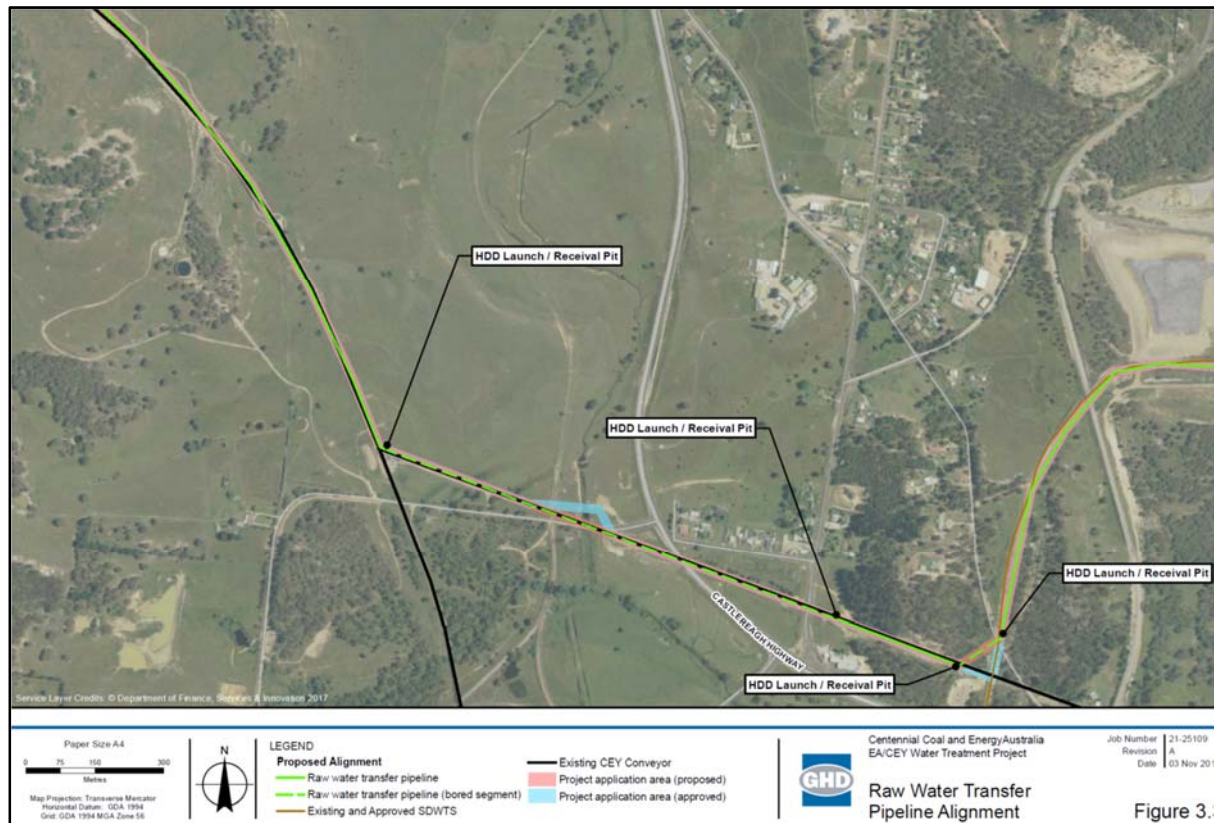 HDD Launch / Receival Pit
HDD Launch / Receival Pit
HDD Launch / Receival Pit
CASTLEREAGH HIGHWAY
HDD Launch / Receival Pit
Service Layer Credits: © Department of Finance, Services & Innovation 2017
Paper Size A4
0 75 150 300
Metres
Map Projection: Transverse Mercator
Horizontal Datum: GDA 1994
Grid: GDA 1994 MGA Zone 56
N
LEGEND
Proposed Alignment
Raw water transfer pipeline
Raw water transfer pipeline (bored segment)
Existing and Approved SDWTS
Existing CEY Conveyor
Project application area (proposed)
Project application area (approved)
GHD
Centennial Coal and EnergyAustralia
EA/CEY Water Treatment Project
Raw Water Transfer
Pipeline Alignment
Job Number 21-25109
Revision A
Date 03 Nov 201
Figure 3.